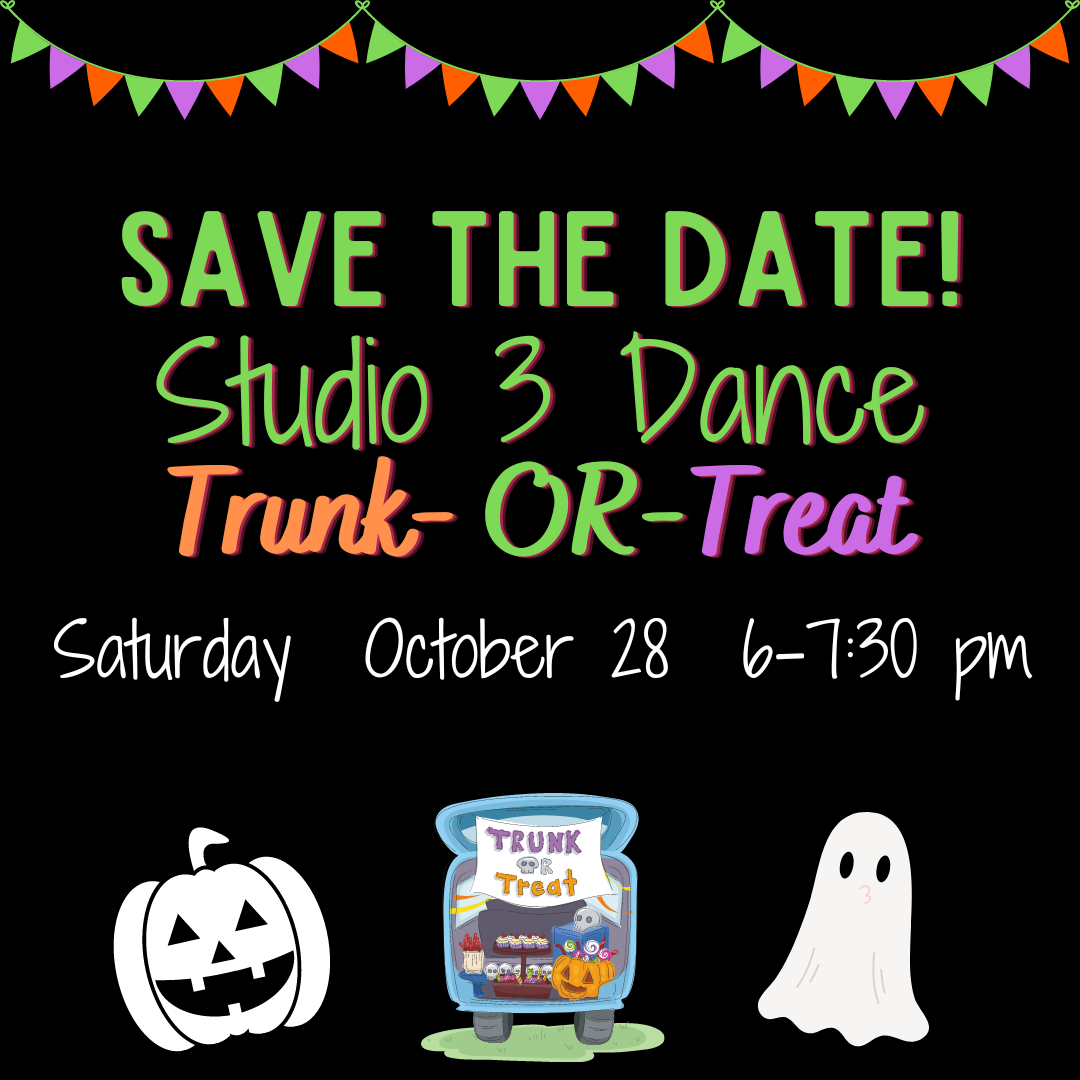 SAVE THE DATE!
Studio 3 Dance
Trunk-OR-Treat
Saturday October 28 6-7:30 pm
TRUNK
OR
Treat